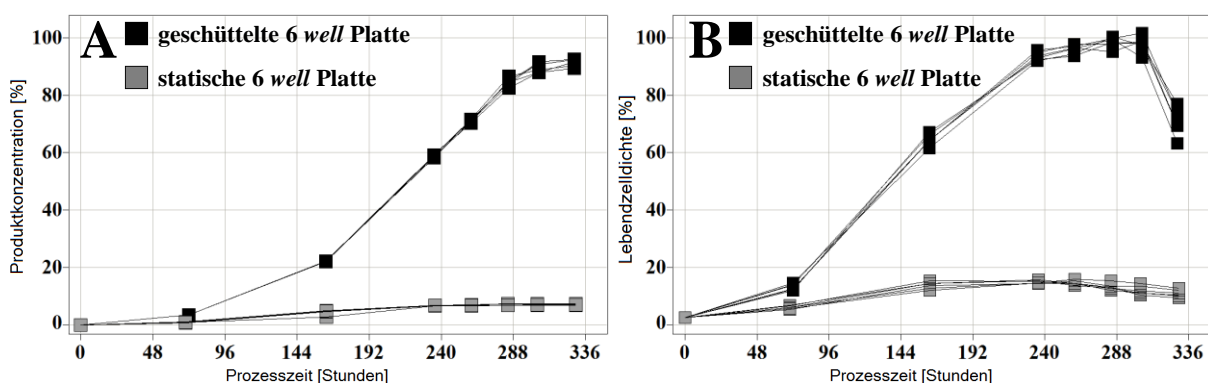 A geschüttelte 6 well Platte
statische 6 well Platte
Produktkonzentration [%]
100
80
60
40
20
0
0 48 96 144 192 240 288 336
Prozesszeit [Stunden]
B geschüttelte 6 well Platte
statische 6 well Platte
Lebendzelldichte [%]
100
80
60
40
20
0
0 48 96 144 192 240 288 336
Prozesszeit [Stunden]